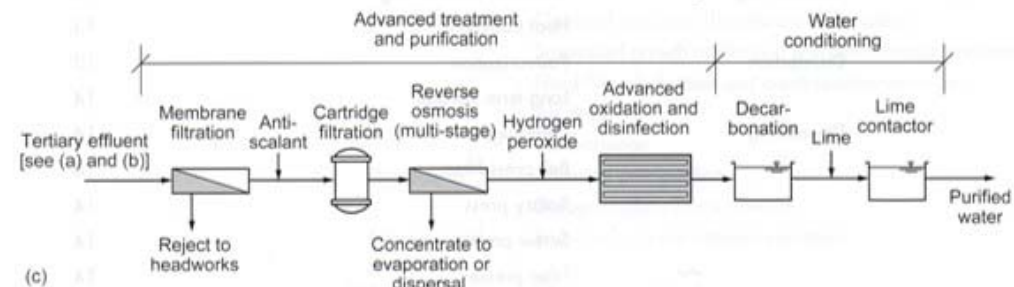 Advanced treatment
and purification
Water
conditioning
Tertiary effluent
[see (a) and (b)]
Membrane
filtration
Anti-
scalant
Cartridge
filtration
Reverse
osmosis
(multi-stage)
Hydrogen
peroxide
Advanced
oxidation and
disinfection
Decar-
bonation
Lime
Lime
contactor
Purified
water
Reject to
headworks
Concentrate to
evaporation or
dispersal
(c)